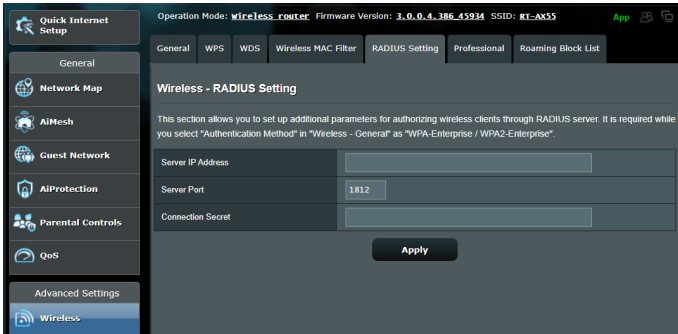 Quick Internet
Setup
Operation Mode: Wireless router Firmware Version: 3.0.0.4.386_45934 SSID: RT-AX55 App
General WPS WDS Wireless MAC Filter RADIUS Setting Professional Roaming Block List
General
Network Map
AiMesh
Guest Network
AiProtection
Parental Controls
QoS
Advanced Settings
Wireless
Wireless - RADIUS Setting
This section allows you to set up additional parameters for authorizing wireless clients through RADIUS server. It is required while
you select "Authentication Method" in "Wireless - General" as "WPA-Enterprise / WPA2-Enterprise".
Server IP Address
Server Port 1812
Connection Secret
Apply